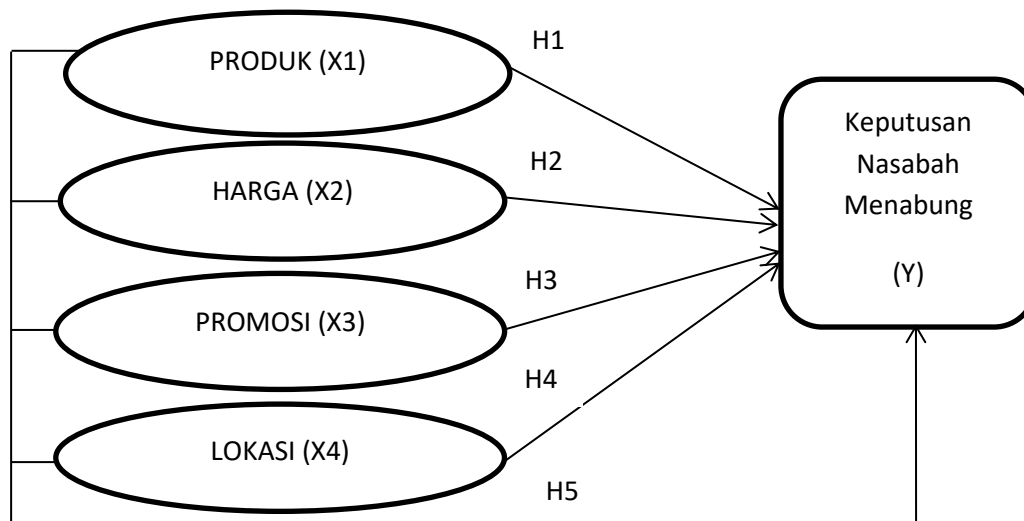 PRODUK (X1)
H1
HARGA (X2)
H2
PROMOSI (X3)
H3
LOKASI (X4)
H4
H5
Keputusan
Nasabah
Menabung
(Y)